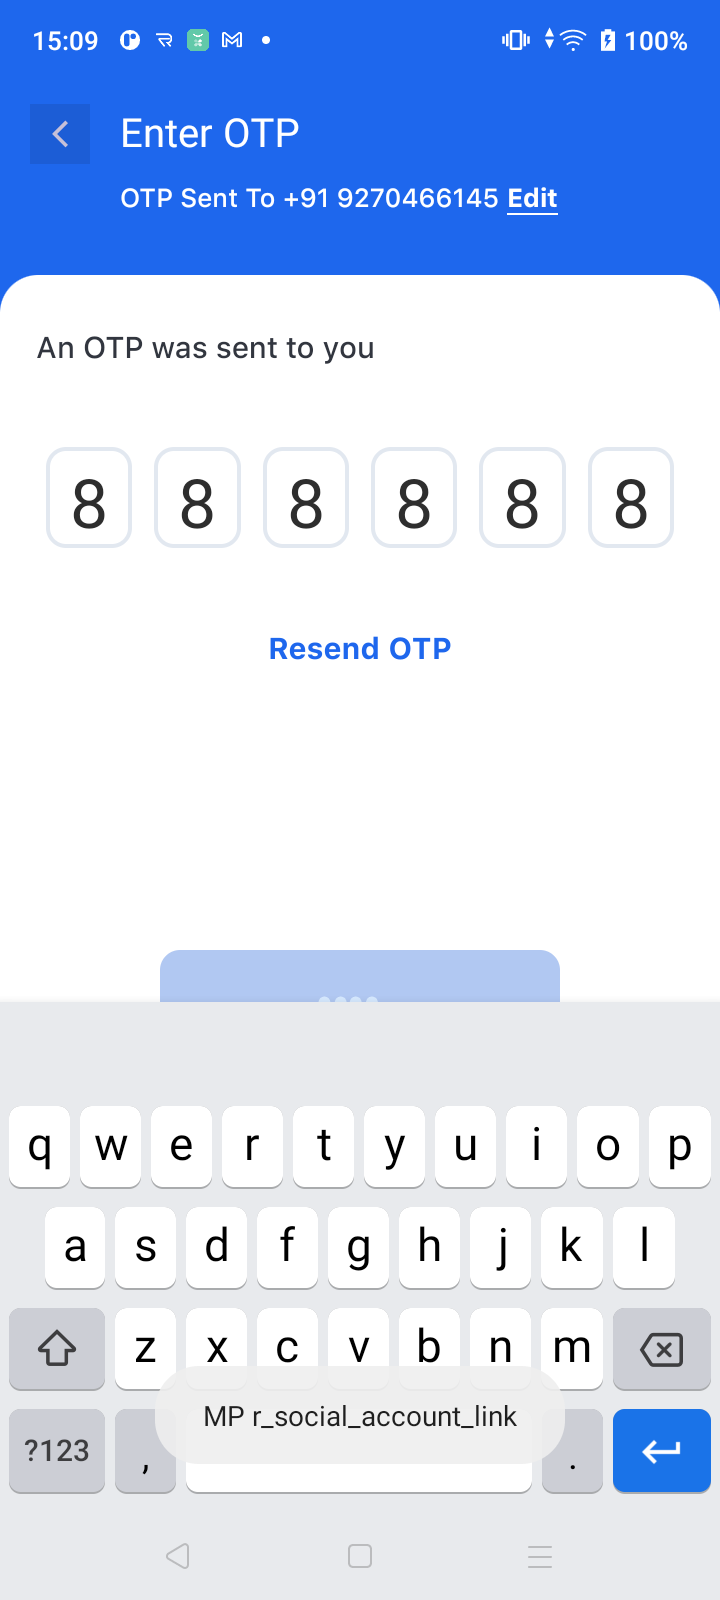 15:09
100%
Enter OTP
OTP Sent To +91 9270466145 Edit
An OTP was sent to you
8 8 8 8 8 8
Resend OTP
q w e r t y u i o p
a s d f g h j k l
z x c v b n m
MP r_social_account_link
?123 , .